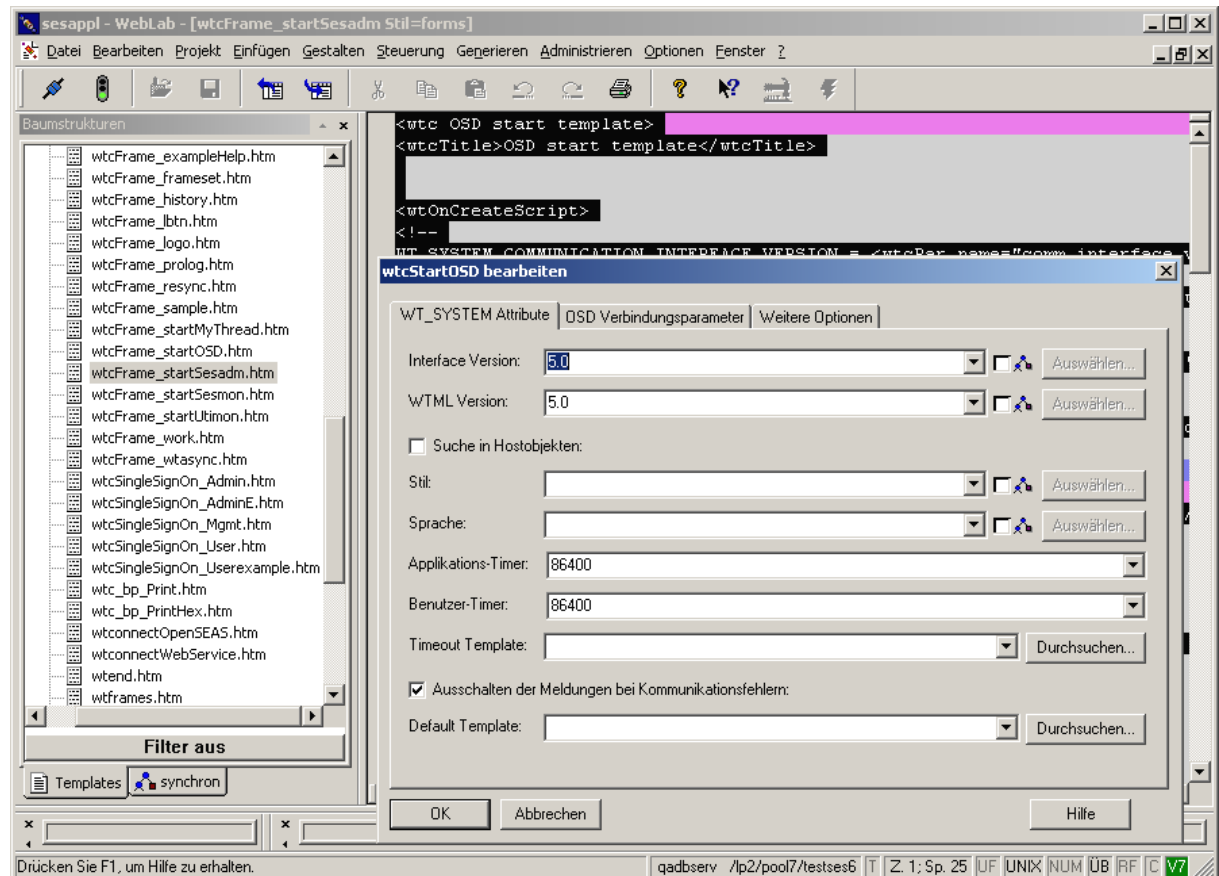 sesappl - WebLab - [wtcFrame_startSesadm Stil=forms]
Datei Bearbeiten Projekt Einfügen Gestalten Steuerung Generieren Administrieren Optionen Fenster ?
Baumstrukturen
wtcFrame_exampleHelp.htm
wtcFrame_frameset.htm
wtcFrame_history.htm
wtcFrame_lbtn.htm
wtcFrame_logo.htm
wtcFrame_prolog.htm
wtcFrame_resync.htm
wtcFrame_sample.htm
wtcFrame_startMyThread.htm
wtcFrame_startOSD.htm
wtcFrame_startSesadm.htm
wtcFrame_startSesmon.htm
wtcFrame_startUtimon.htm
wtcFrame_work.htm
wtcFrame_wtasync.htm
wtcSingleSignOn_Admin.htm
wtcSingleSignOn_AdminE.htm
wtcSingleSignOn_Mgmt.htm
wtcSingleSignOn_User.htm
wtcSingleSignOn_Userexample.htm
wtc_bp_Print.htm
wtc_bp_PrintHex.htm
wtconnectOpenSEAS.htm
wtconnectWebService.htm
wtend.htm
wtframes.htm
Filter aus
Templates synchron
<wtc OSD start template>
<wtcTitle>OSD start template</wtcTitle>
<wtOnCreateScript>
<!--
WT_SYSTEM.COMMUNICATION_INTERFACE_VERSION = <wtcPar name="comm_interface_v
wtcStartOSD bearbeiten
WT_SYSTEM Attribute OSD Verbindungsparameter Weitere Optionen
Interface Version: 5.0 Auswählen...
WTML Version: 5.0 Auswählen...
Suche in Hostobjekten:
Stil: Auswählen...
Sprache: Auswählen...
Applikations-Timer: 86400
Benutzer-Timer: 86400
Timeout Template: Durchsuchen...
Ausschalten der Meldungen bei Kommunikationsfehlern:
Default Template: Durchsuchen...
OK Abbrechen Hilfe
Drücken Sie F1, um Hilfe zu erhalten. qadbserv /lp2/pool7/testses6 T Z. 1; Sp. 25 UF UNIX NUM ÜB RF C V7